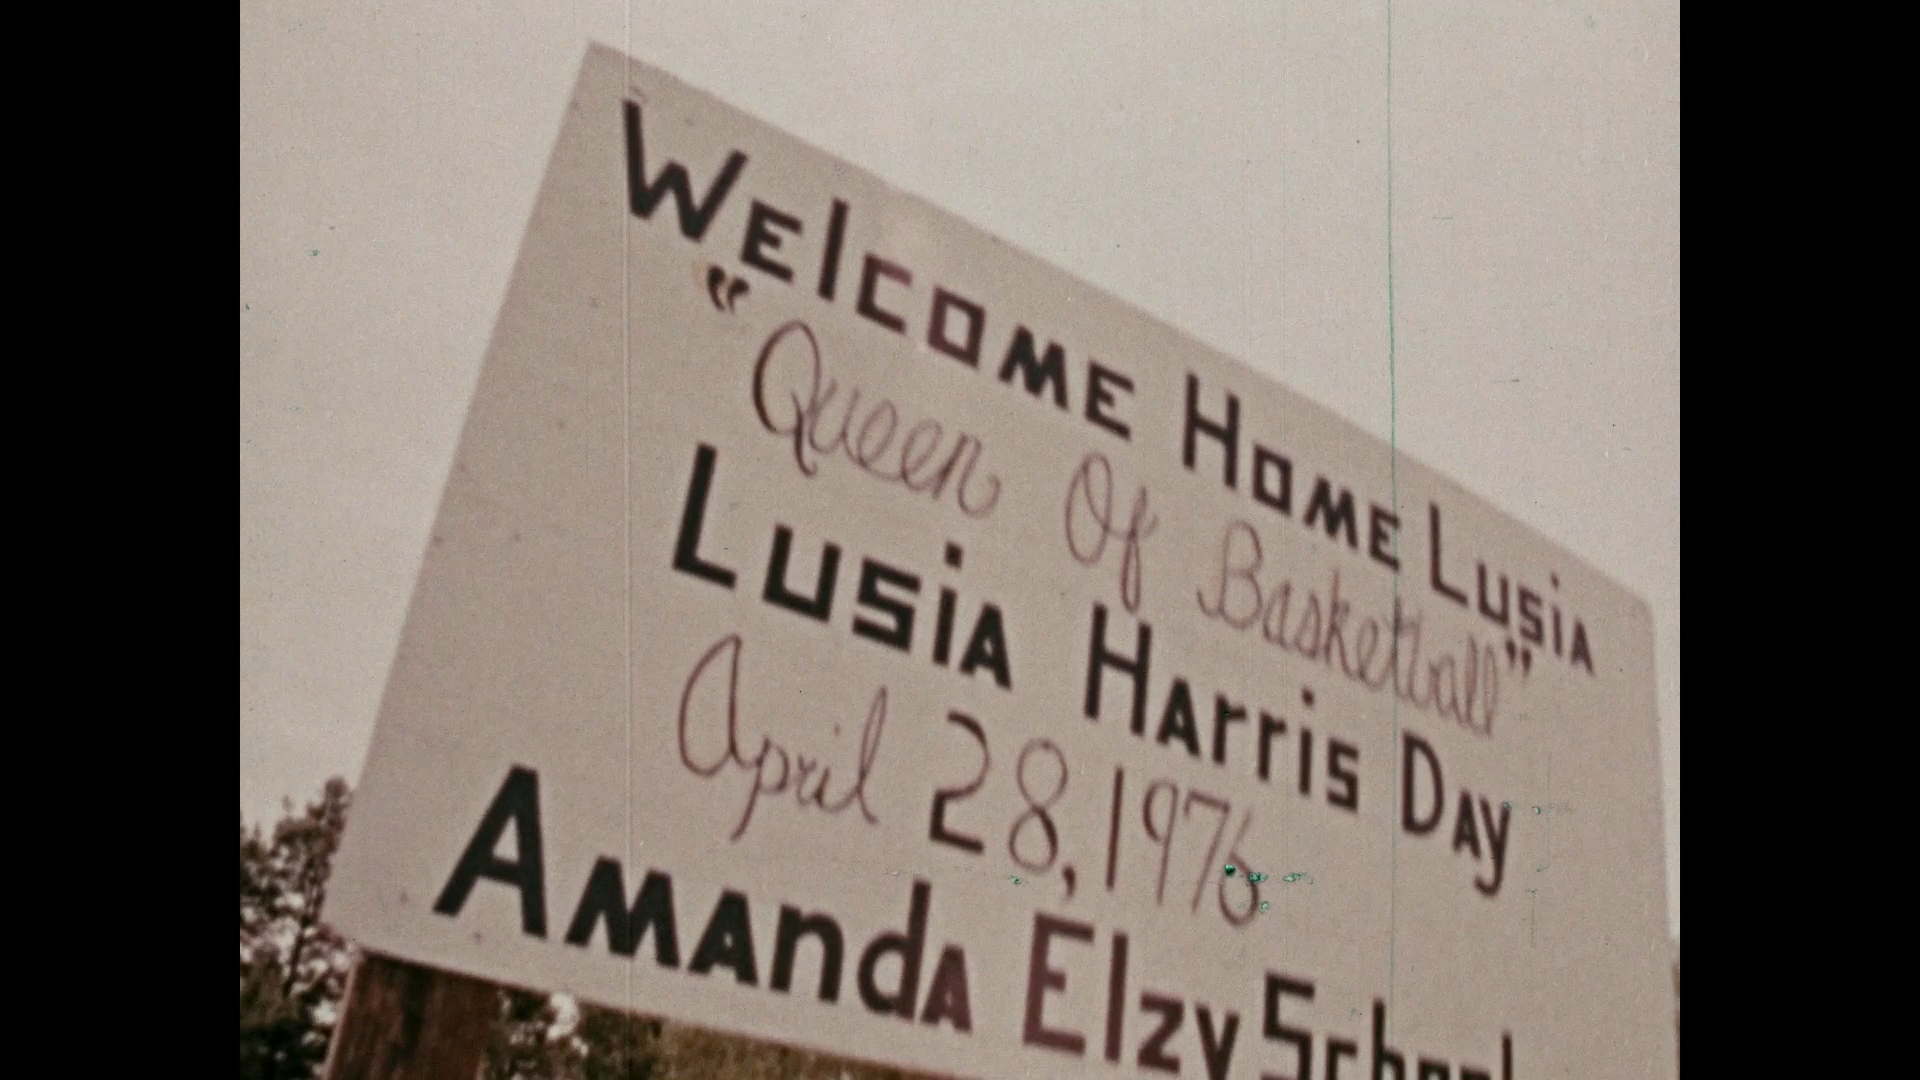 Welcome Home Lusia
"Queen Of Basketball"
Lusia Harris Day
April 28, 1976
Amanda Elzy School